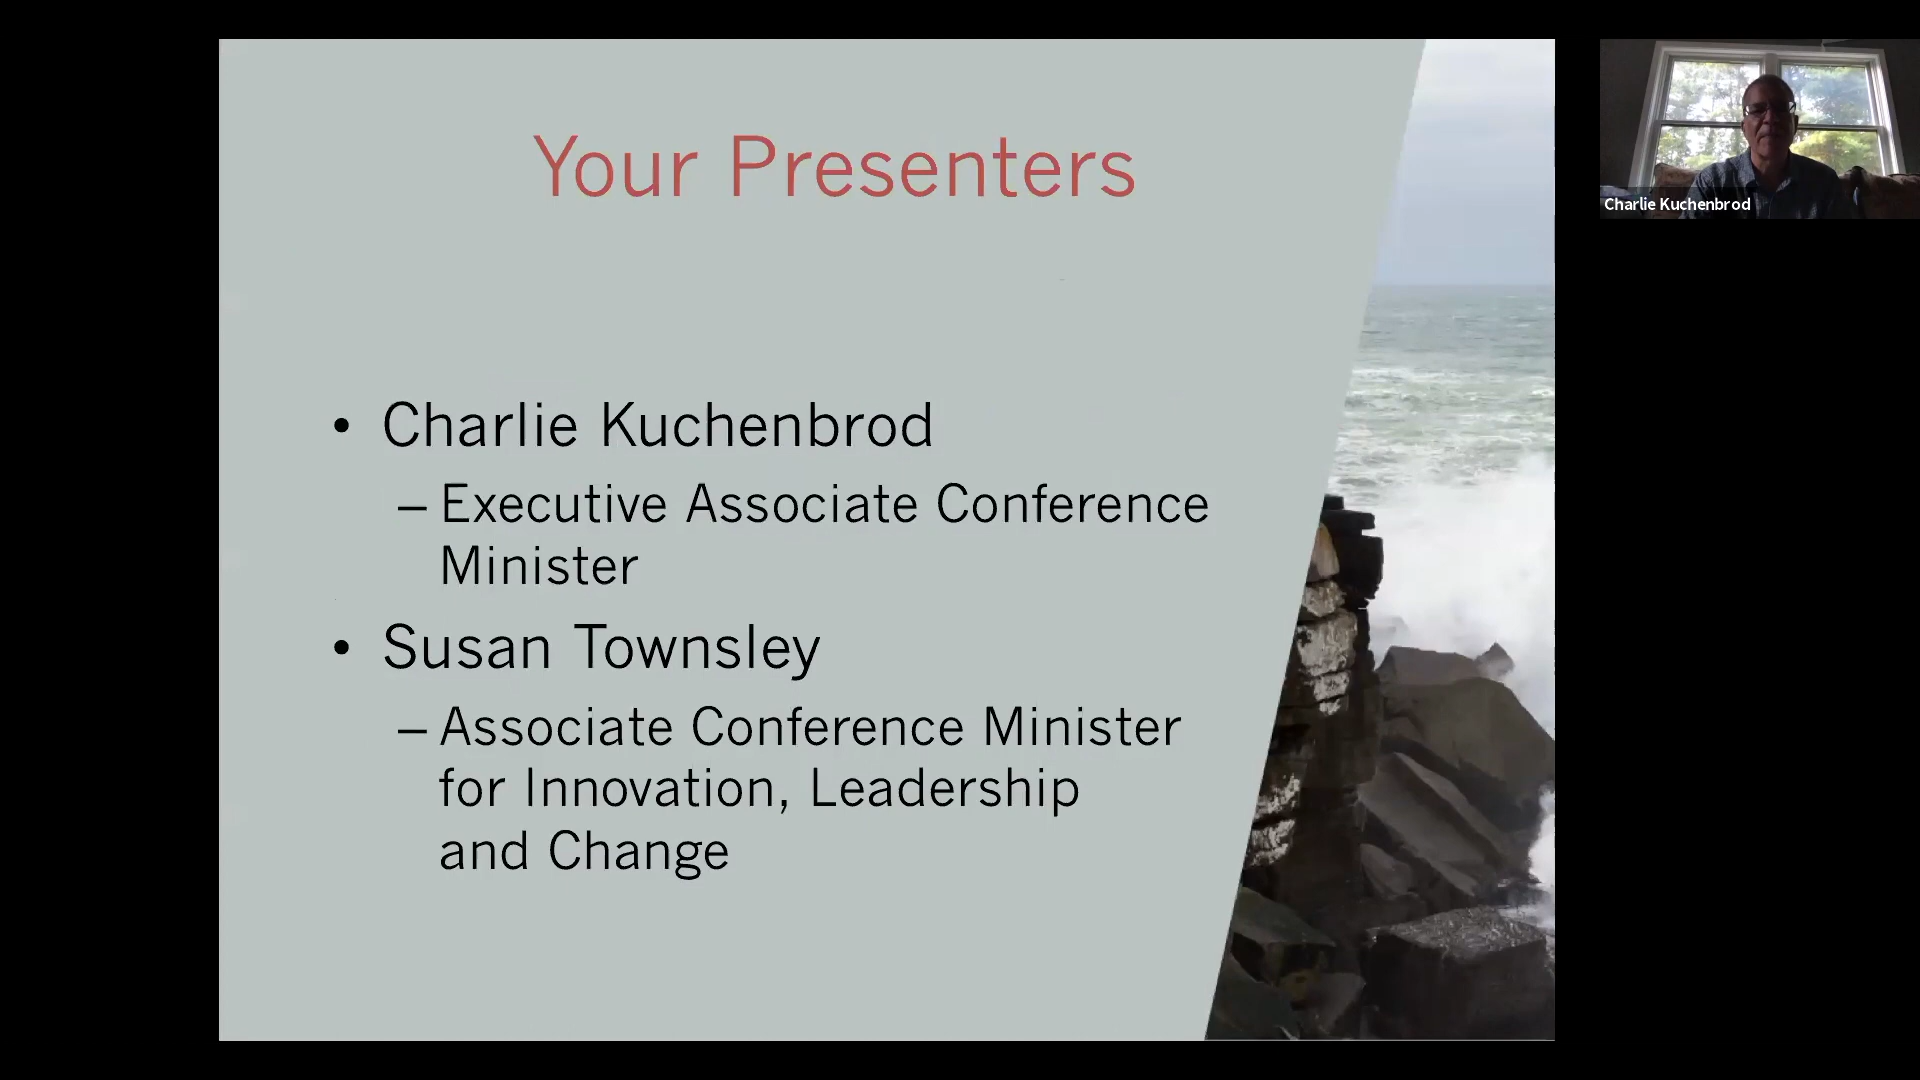 Your Presenters
• Charlie Kuchenbrod
– Executive Associate Conference
Minister
• Susan Townsley
– Associate Conference Minister
for Innovation, Leadership
and Change
Charlie Kuchenbrod